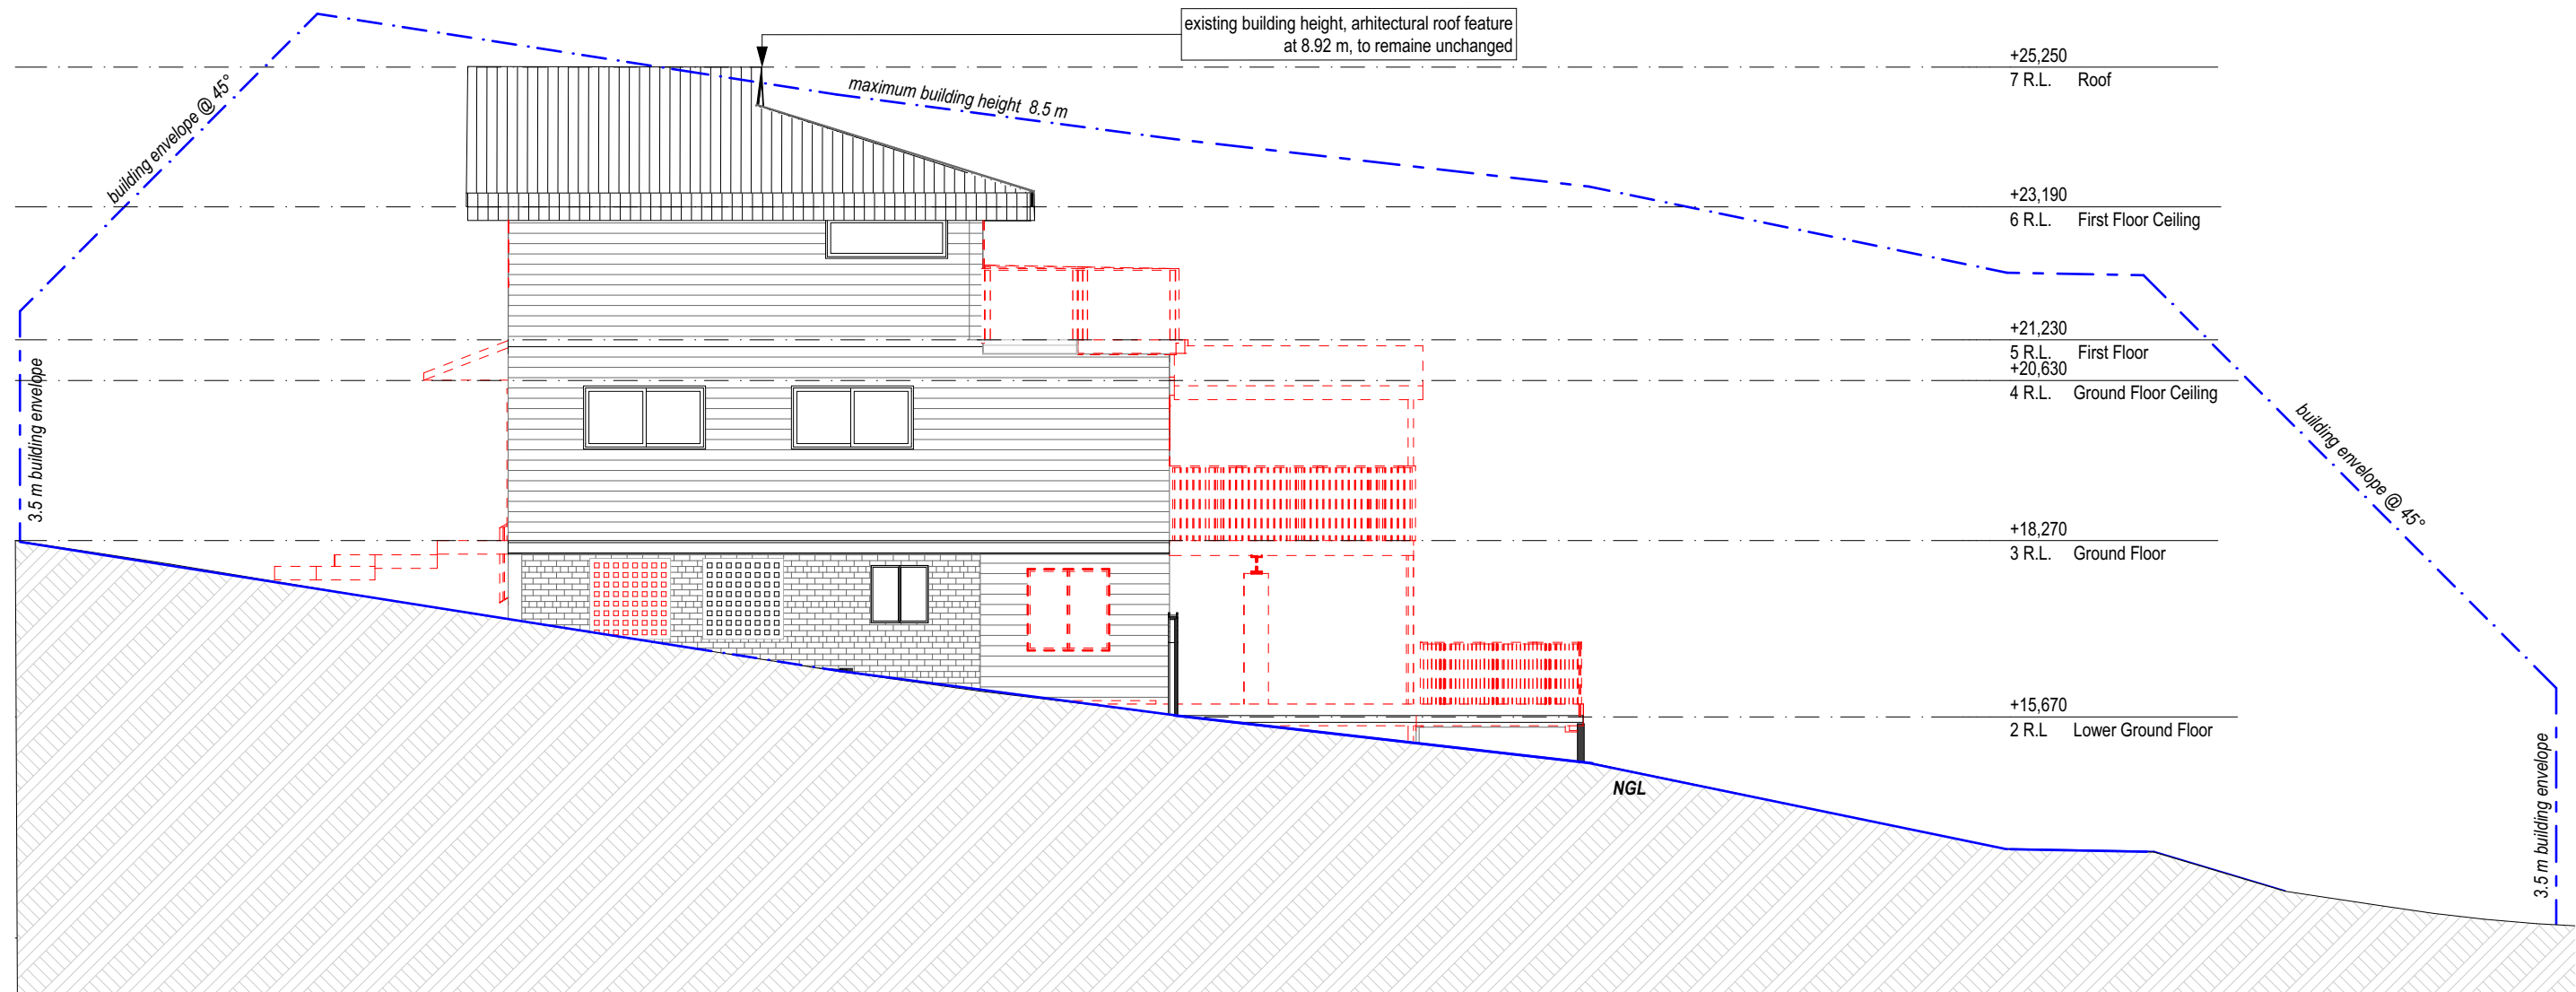 existing building height, arhitectural roof feature
at 8.92 m, to remaine unchanged
building envelope @ 45°
maximum building height 8.5 m
+25,250
7 R.L. Roof
+23,190
6 R.L. First Floor Ceiling
+21,230
5 R.L. First Floor
+20,630
4 R.L. Ground Floor Ceiling
3.5 m building envelope
building envelope @ 45°
+18,270
3 R.L. Ground Floor
+15,670
2 R.L Lower Ground Floor
NGL
3.5 m building envelope